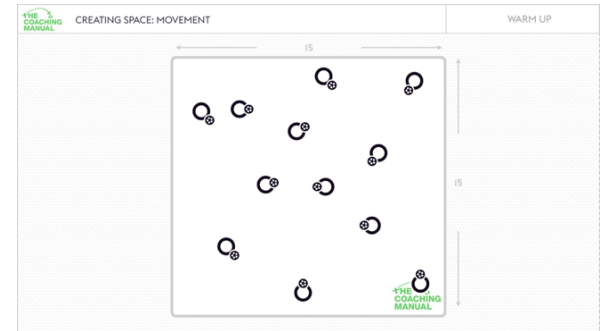 THE
COACHING
MANUAL
CREATING SPACE: MOVEMENT
WARM UP
15
15
THE
COACHING
MANUAL